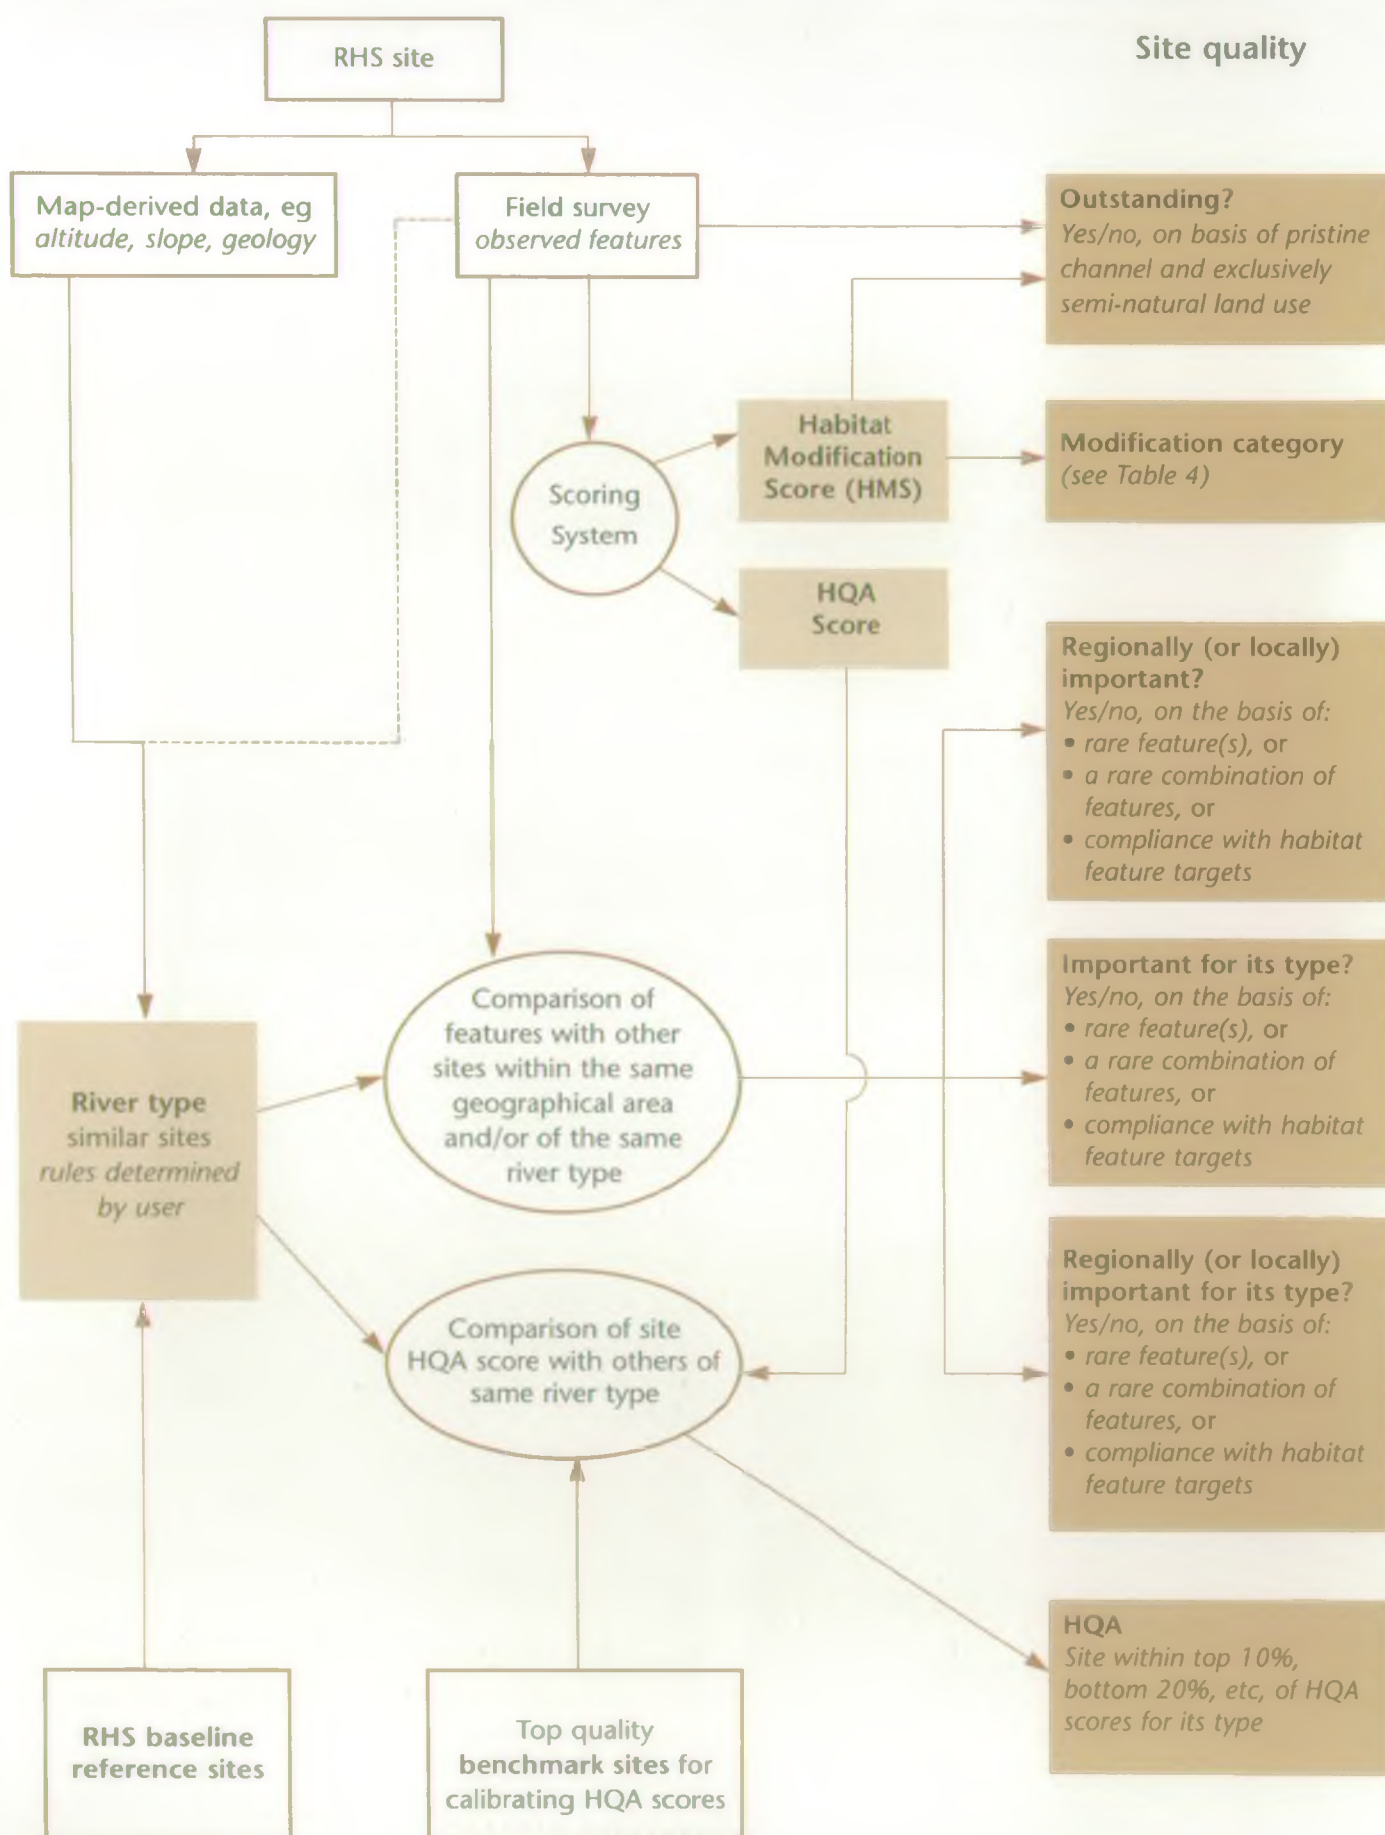 RHS site
Site quality
Map-derived data, eg
altitude, slope, geology
Field survey
observed features
Outstanding?
Yes/no, on basis of pristine
channel and exclusively
semi-natural land use
Habitat
Modification
Score (HMS)
Modification category
(see Table 4)
Scoring
System
HQA
Score
Regionally (or locally)
important?
Yes/no, on the basis of:
• rare feature(s), or
• a rare combination of
features, or
• compliance with habitat
feature targets
Comparison of
features with other
sites within the same
geographical area
and/or of the same
river type
Important for its type?
Yes/no, on the basis of:
• rare feature(s), or
• a rare combination of
features, or
• compliance with habitat
feature targets
River type
similar sites
rules determined
by user
Comparison of site
HQA score with others of
same river type
Regionally (or locally)
important for its type?
Yes/no, on the basis of:
• rare feature(s), or
• a rare combination of
features, or
• compliance with habitat
feature targets
HQA
Site within top 10%,
bottom 20%, etc, of HQA
scores for its type
RHS baseline
reference sites
Top quality
benchmark sites for
calibrating HQA scores